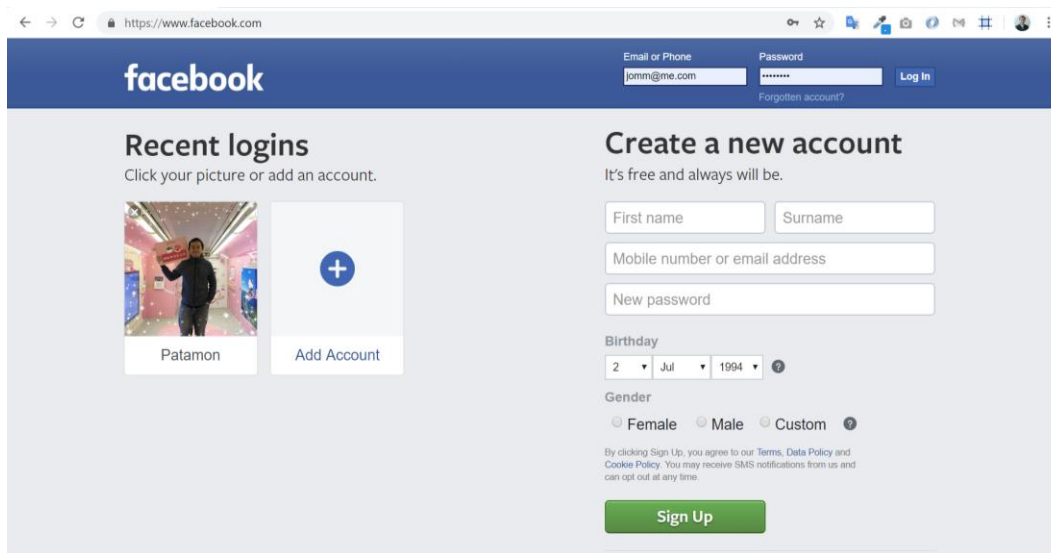 https://www.facebook.com
facebook
Email or Phone
Password
jomm@me.com
••••••••
Log In
Forgotten account?
Recent logins
Click your picture or add an account.
Patamon
Add Account
Create a new account
It's free and always will be.
First name
Surname
Mobile number or email address
New password
Birthday
2 Jul 1994
Gender
Female Male Custom
By clicking Sign Up, you agree to our Terms, Data Policy and
Cookie Policy. You may receive SMS notifications from us and
can opt out at any time.
Sign Up